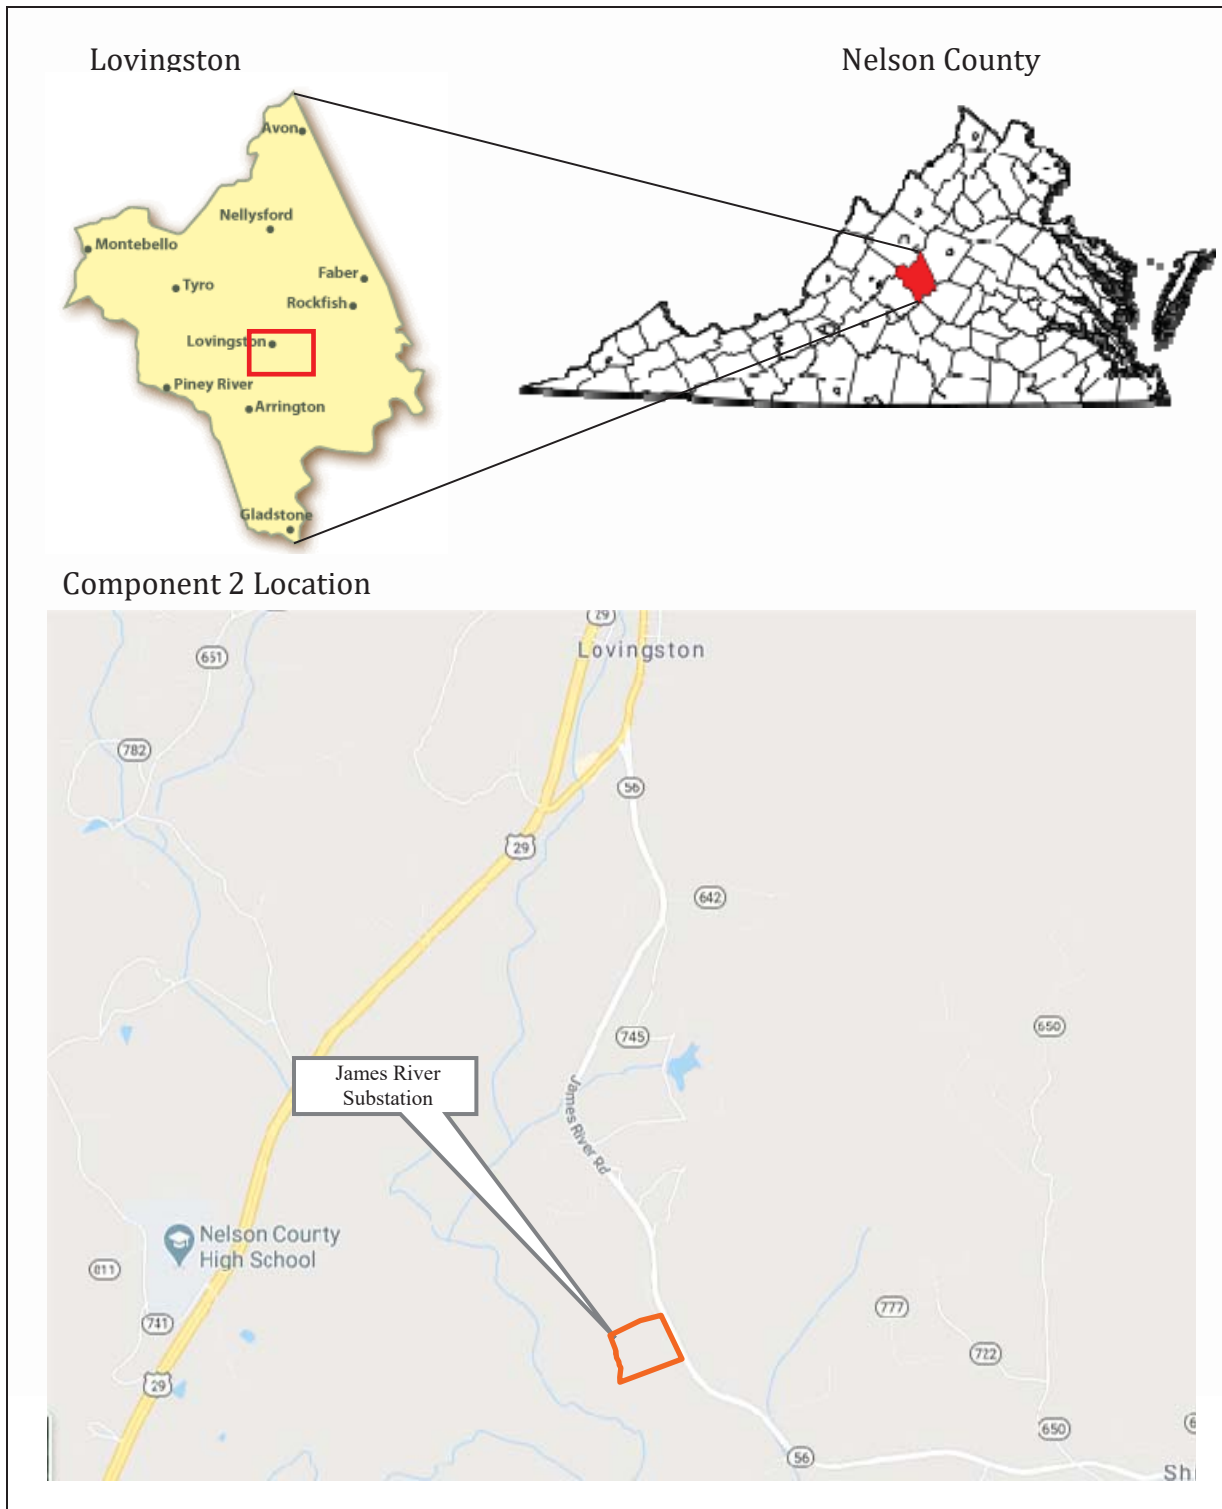 Lovingston
Nelson County
Avon
Nellysford
Montebello
Faber
Tyro
Rockfish
Lovingston
Piney River
Arrington
Gladstone
Component 2 Location
29
Lovingston
651
782
56
29
642
650
745
James River
Substation
James River Rd
Nelson County
High School
811
777
741
722
29
650
56
Sh